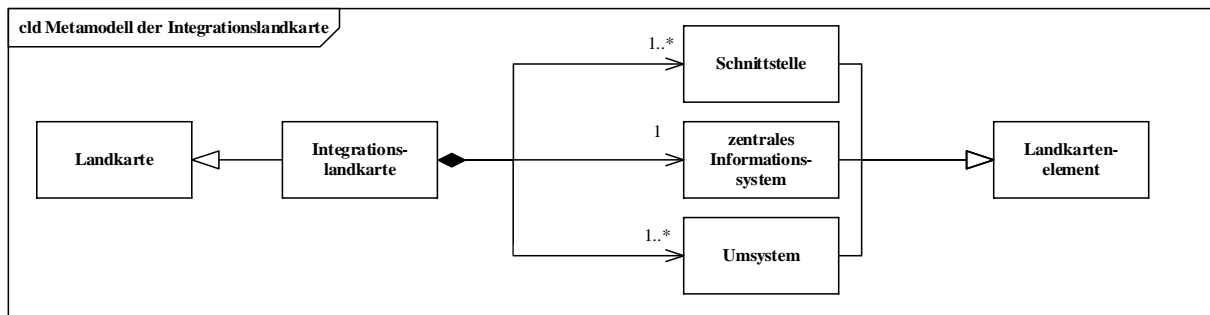 cld Metamodell der Integrationslandkarte
1..*
Schnittstelle
Landkarte
Integrations-
landkarte
1
zentrales
Informations-
system
Landkarten-
element
1..*
Umsystem